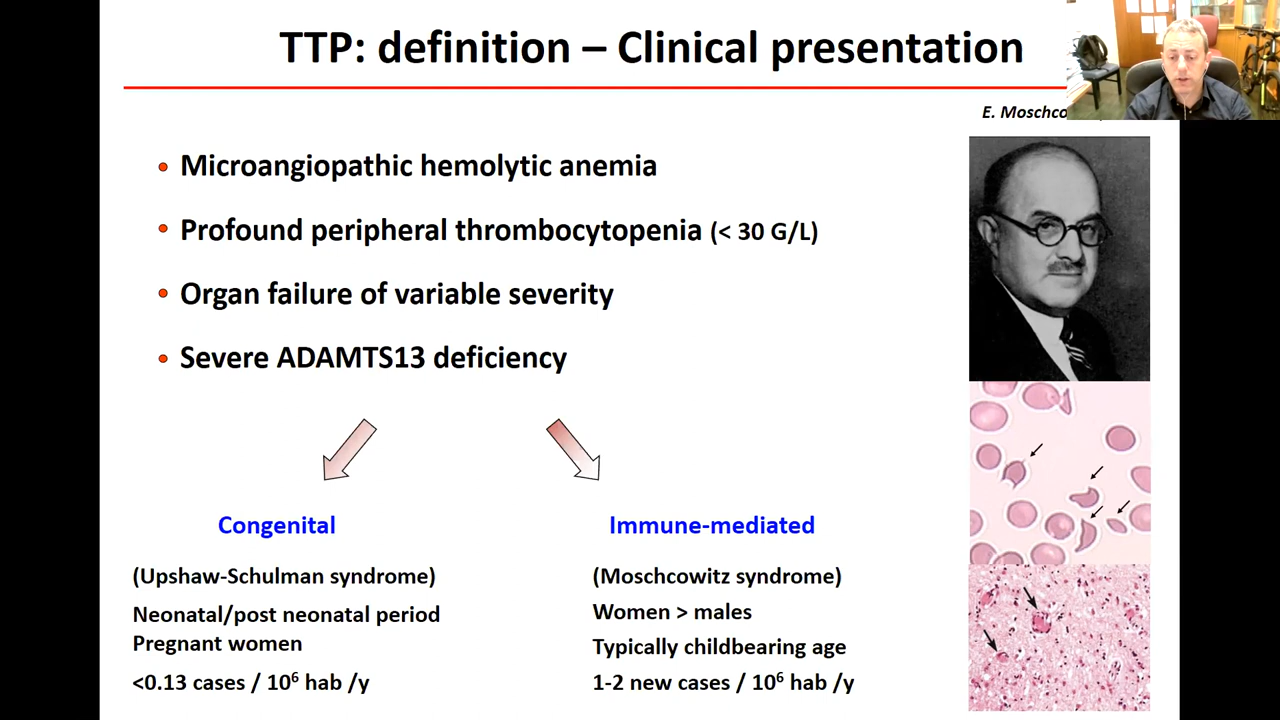 TTP: definition – Clinical presentation
E. Moschco
• Microangiopathic hemolytic anemia
• Profound peripheral thrombocytopenia (< 30 G/L)
• Organ failure of variable severity
• Severe ADAMTS13 deficiency
Congenital
(Upshaw-Schulman syndrome)
Neonatal/post neonatal period
Pregnant women
<0.13 cases / 10⁶ hab /y
Immune-mediated
(Moschcowitz syndrome)
Women > males
Typically childbearing age
1-2 new cases / 10⁶ hab /y